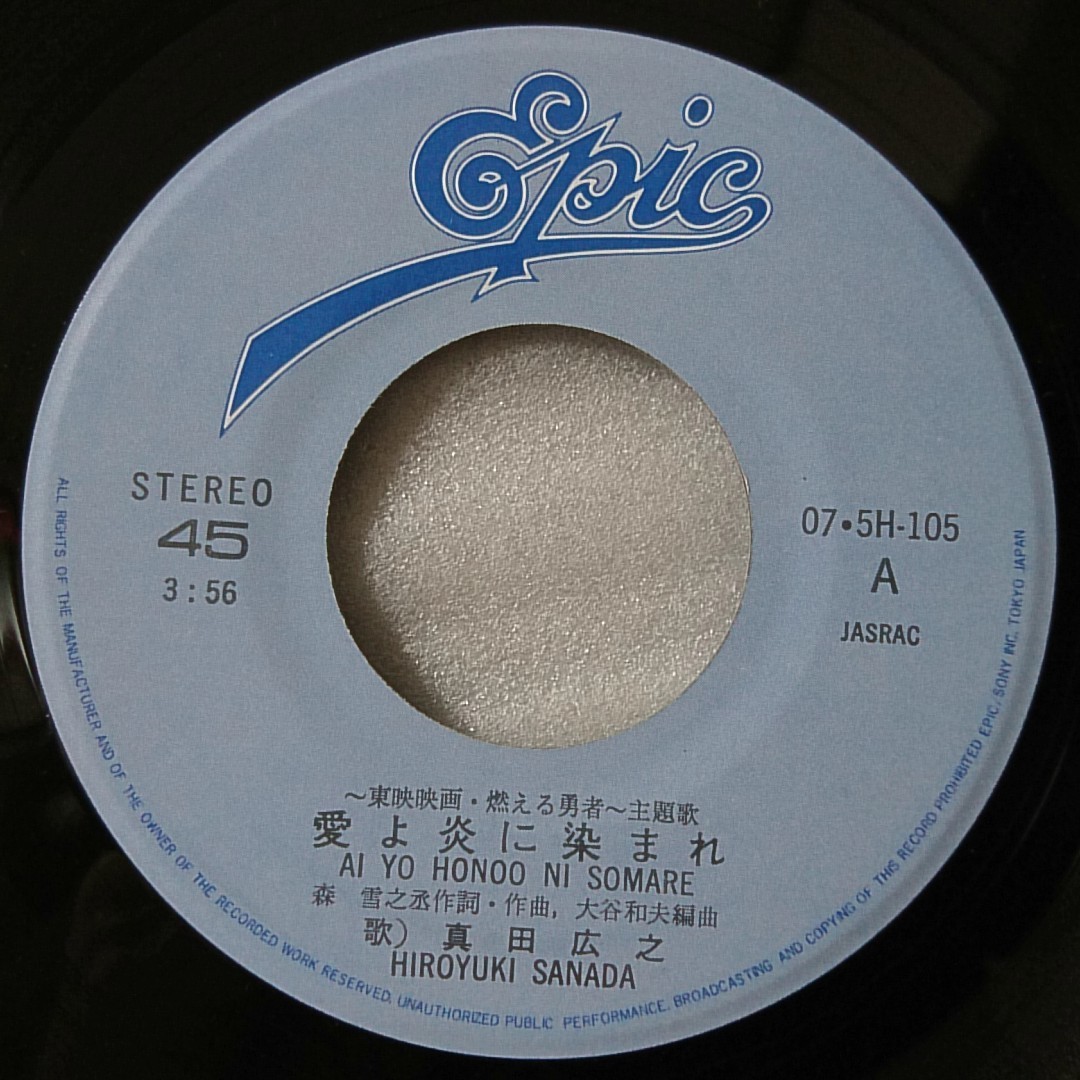 Epic
STEREO
45
3:56
07・5H-105
A
JASRAC
〜東映映画・燃える勇者〜主題歌
愛よ炎に染まれ
AI YO HONOO NI SOMARE
森 雪之丞作詞・作曲, 大谷和夫編曲
歌) 真田広之
HIROYUKI SANADA
ALL RIGHTS OF THE MANUFACTURER AND OF THE OWNER OF THE RECORDED WORK RESERVED. UNAUTHORIZED PUBLIC PERFORMANCE. BROADCASTING AND COPYING OF THIS RECORD PROHIBITED EPIC. SONY INC. TOKYO JAPAN